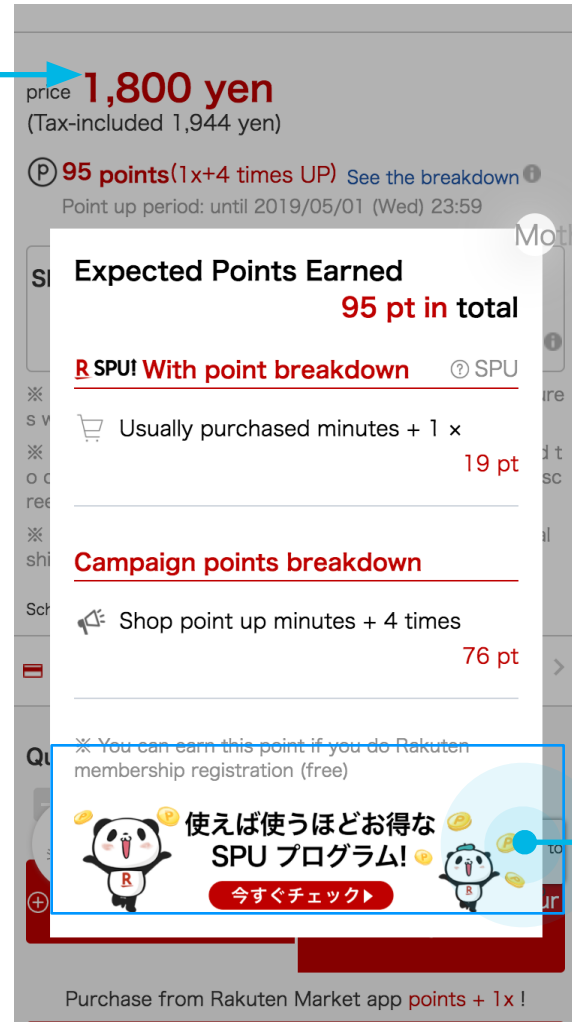 price 1,800 yen
(Tax-included 1,944 yen)
P 95 points(1x+4 times UP) See the breakdown
Point up period: until 2019/05/01 (Wed) 23:59
Expected Points Earned
95 pt in total
R SPU! With point breakdown ? SPU
Usually purchased minutes + 1 ×
19 pt
Campaign points breakdown
Shop point up minutes + 4 times
76 pt
※ You can earn this point if you do Rakuten
membership registration (free)
使えば使うほどお得な
SPU プログラム!
今すぐチェック
Purchase from Rakuten Market app points + 1x !